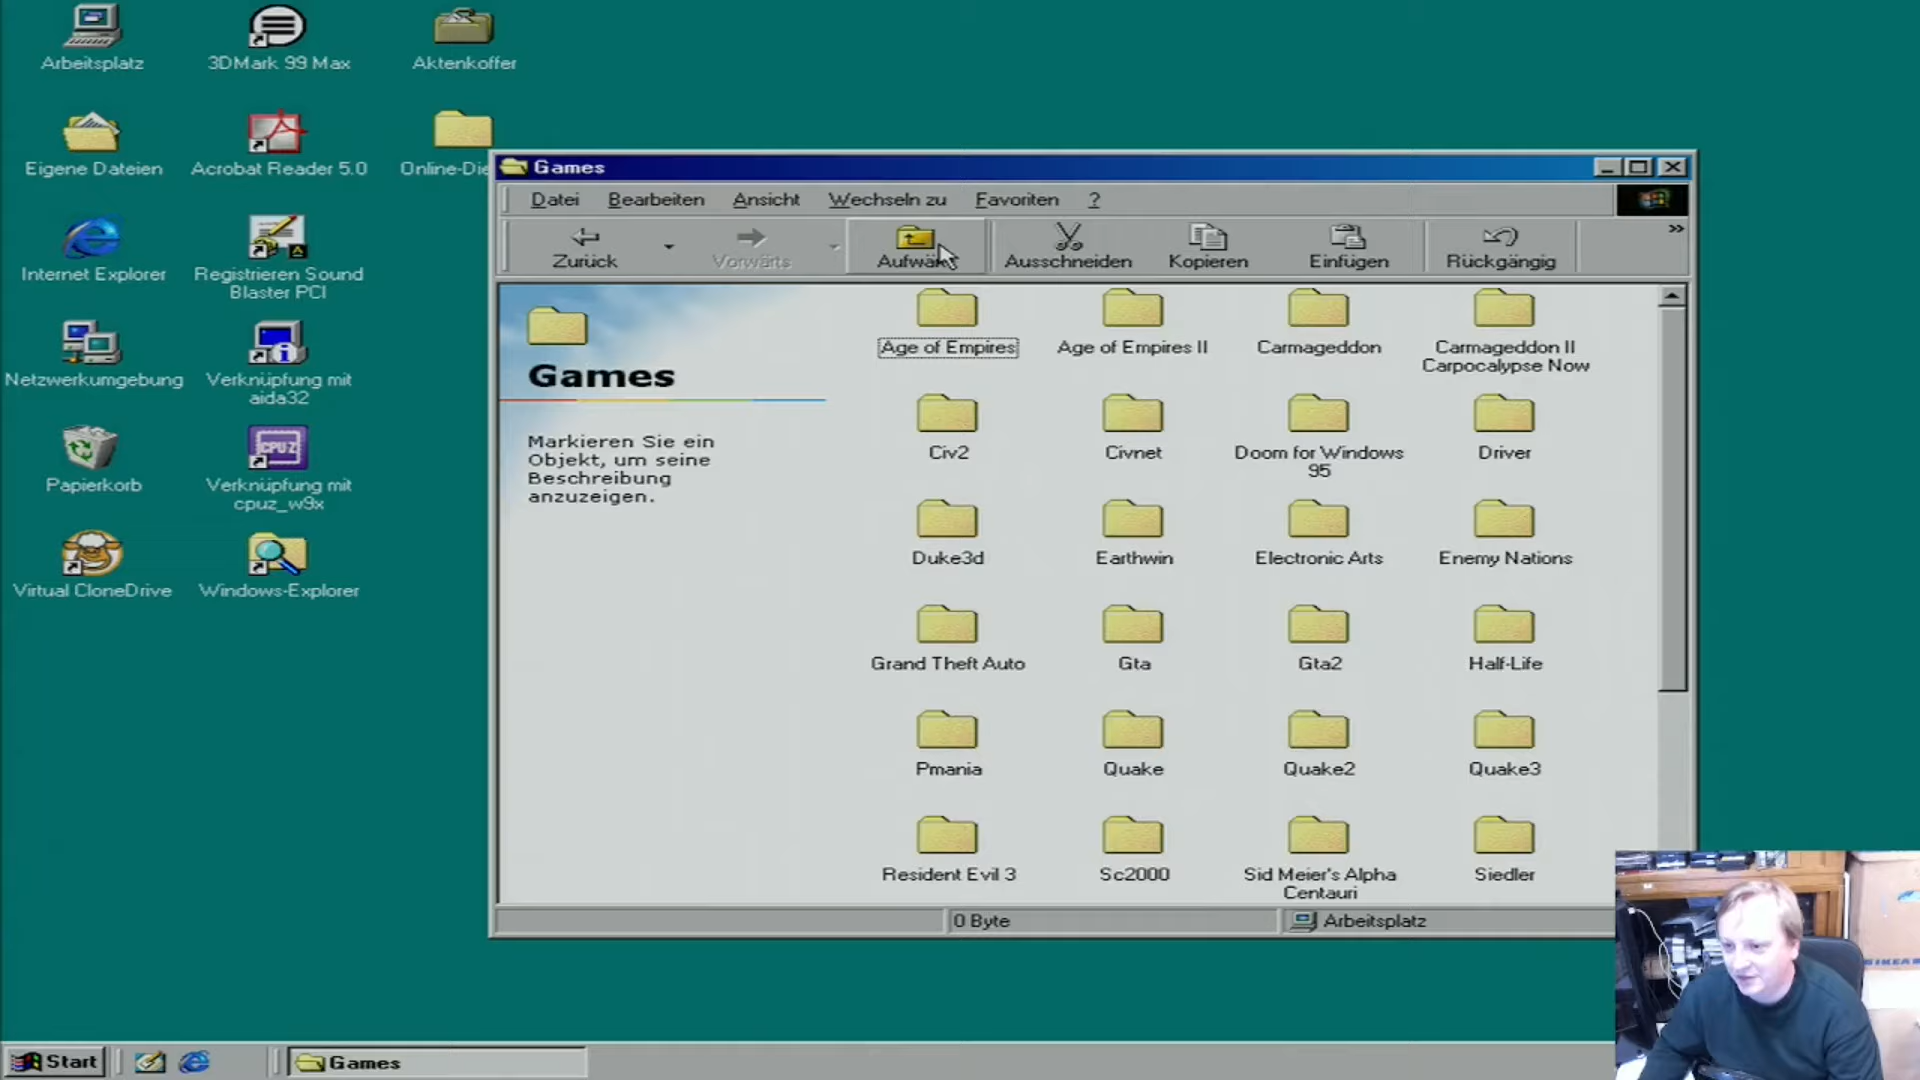 Arbeitsplatz
3DMark 99 Max
Aktenkoffer
Eigene Dateien
Acrobat Reader 5.0
Online-Die
Internet Explorer
Registrieren Sound
Blaster PCI
Netzwerkumgebung
Verknüpfung mit
aida32
Papierkorb
CPUZ
Verknüpfung mit
cpuz_w9x
Virtual CloneDrive
Windows-Explorer
Games
Datei Bearbeiten Ansicht Wechseln zu Favoriten ?
Zurück Vorwärts Aufwärts Ausschneiden Kopieren Einfügen Rückgängig »
Games
Markieren Sie ein
Objekt, um seine
Beschreibung
anzuzeigen.
Age of Empires
Age of Empires II
Carmageddon
Carmageddon II
Carpocalypse Now
Civ2
Civnet
Doom for Windows
95
Driver
Duke3d
Earthwin
Electronic Arts
Enemy Nations
Grand Theft Auto
Gta
Gta2
Half-Life
Pmania
Quake
Quake2
Quake3
Resident Evil 3
Sc2000
Sid Meier's Alpha
Centauri
Siedler
0 Byte
Arbeitsplatz
IKEA
Start
Games